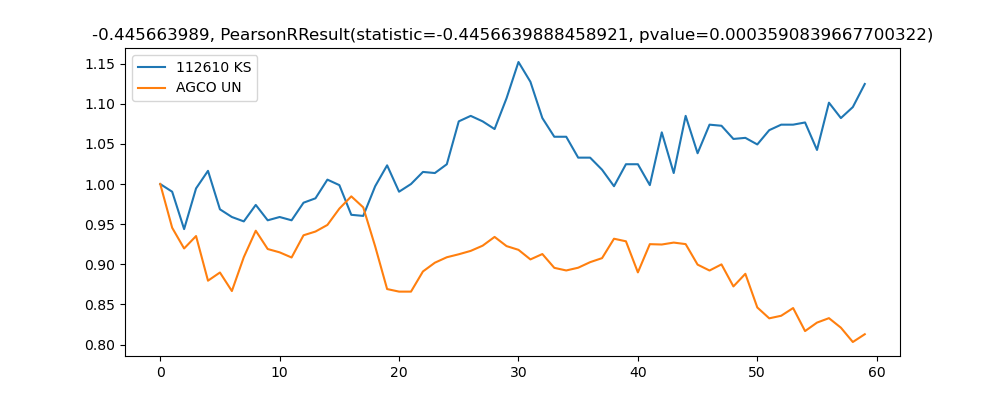 -0.445663989, PearsonRResult(statistic=-0.4456639888458921, pvalue=0.0003590839667700322)
112610 KS
AGCO UN
1.15
1.10
1.05
1.00
0.95
0.90
0.85
0.80
0 10 20 30 40 50 60